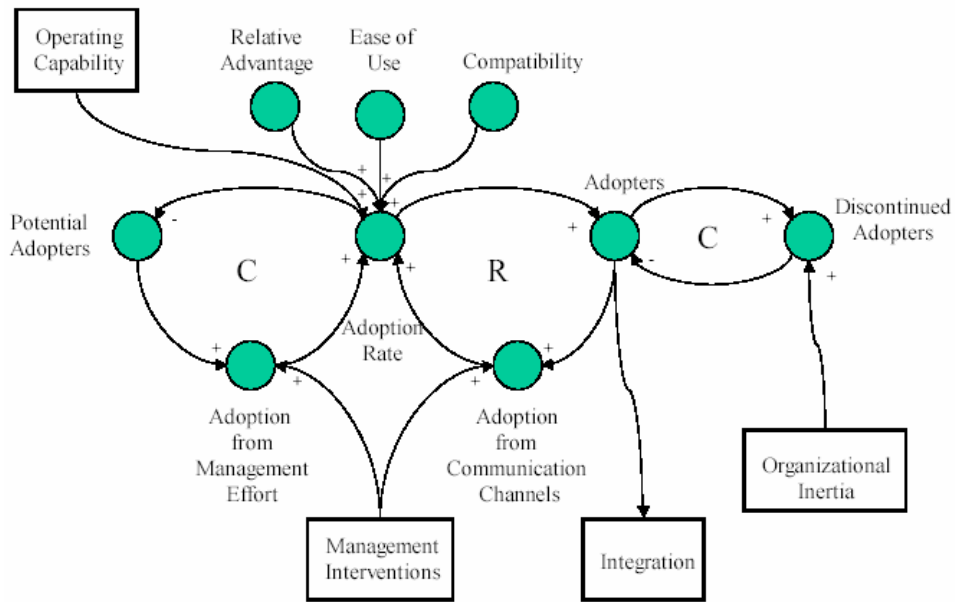 Operating
Capability
Relative
Advantage
Ease of
Use
Compatibility
+
+
+
+
Potential
Adopters
-
C
+
+
R
Adopters
+
-
C
+
Discontinued
Adopters
+
Adoption
Rate
+
+
+
+
Adoption
from
Management
Effort
Adoption
from
Communication
Channels
Organizational
Inertia
Management
Interventions
Integration